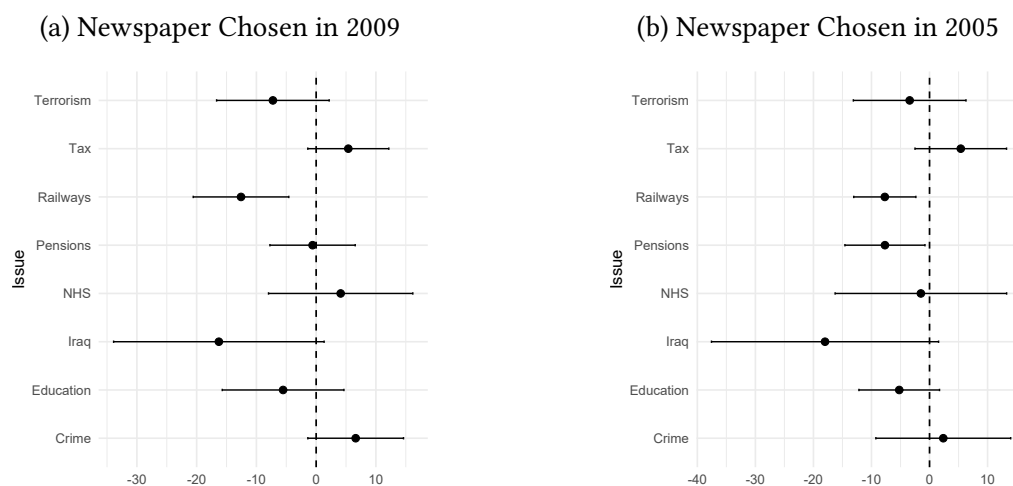 (a) Newspaper Chosen in 2009
Terrorism
Tax
Railways
Pensions
NHS
Iraq
Education
Crime
Issue
-30 -20 -10 0 10
(b) Newspaper Chosen in 2005
Terrorism
Tax
Railways
Pensions
NHS
Iraq
Education
Crime
Issue
-40 -30 -20 -10 0 10